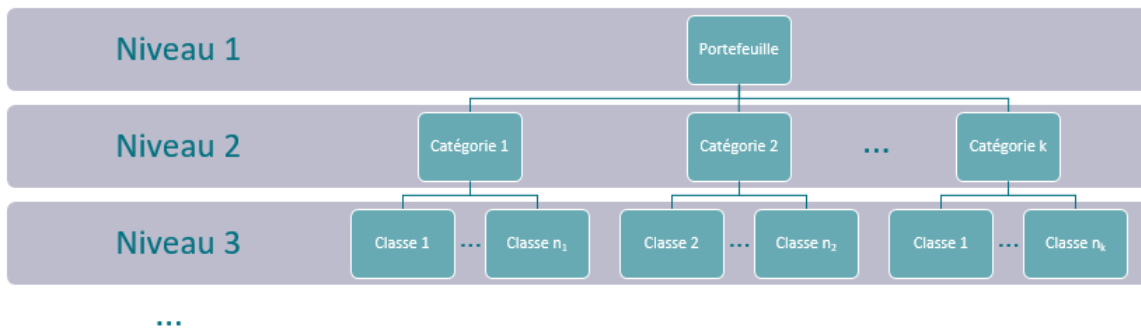 Niveau 1
Portefeuille
Niveau 2
Catégorie 1
Catégorie 2
...
Catégorie k
Niveau 3
Classe 1
...
Classe n₁
Classe 2
...
Classe n₂
Classe 1
...
Classe nₖ
...